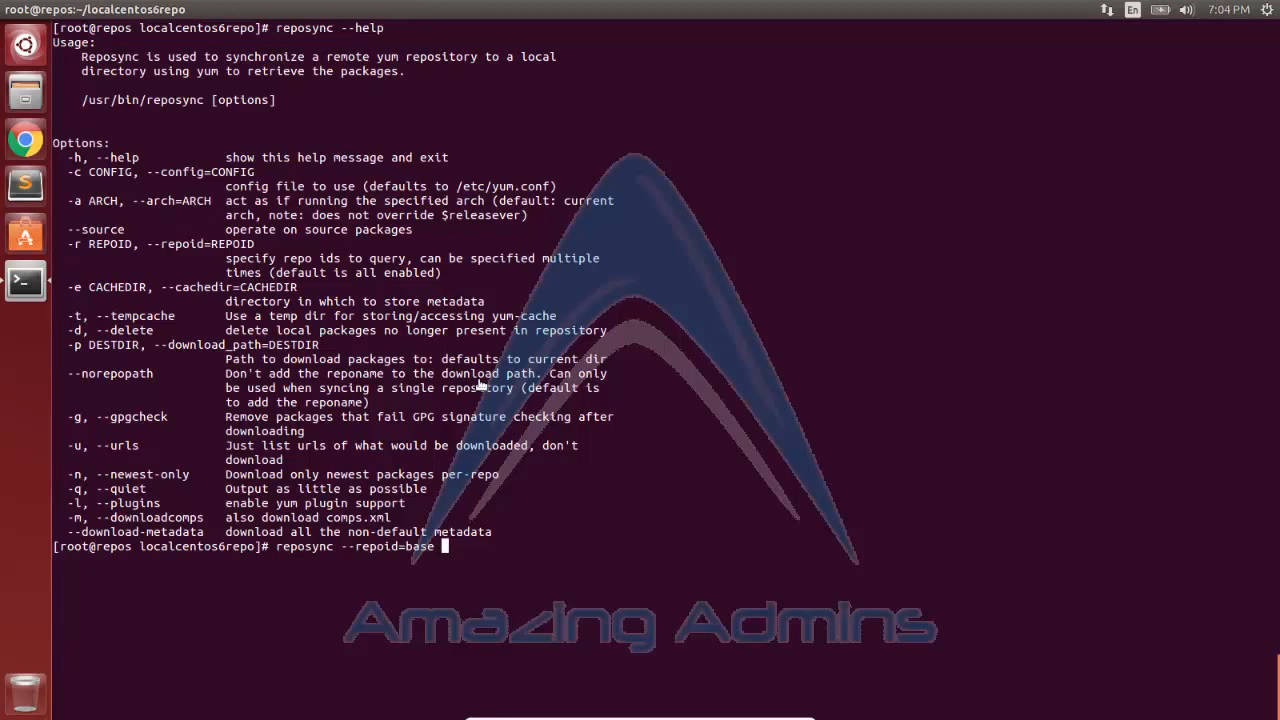 root@repos:~/localcentos6repo En 7:04 PM
[root@repos localcentos6repo]# reposync --help
Usage:
    Reposync is used to synchronize a remote yum repository to a local
    directory using yum to retrieve the packages.
    /usr/bin/reposync [options]
Options:
  -h, --help            show this help message and exit
  -c CONFIG, --config=CONFIG
                        config file to use (defaults to /etc/yum.conf)
  -a ARCH, --arch=ARCH  act as if running the specified arch (default: current
                        arch, note: does not override $releasever)
  --source              operate on source packages
  -r REPOID, --repoid=REPOID
                        specify repo ids to query, can be specified multiple
                        times (default is all enabled)
  -e CACHEDIR, --cachedir=CACHEDIR
                        directory in which to store metadata
  -t, --tempcache       Use a temp dir for storing/accessing yum-cache
  -d, --delete          delete local packages no longer present in repository
  -p DESTDIR, --download_path=DESTDIR
                        Path to download packages to: defaults to current dir
  --norepopath          Don't add the reponame to the download path. Can only
                        be used when syncing a single repository (default is
                        to add the reponame)
  -g, --gpgcheck        Remove packages that fail GPG signature checking after
                        downloading
  -u, --urls            Just list urls of what would be downloaded, don't
                        download
  -n, --newest-only     Download only newest packages per-repo
  -q, --quiet           Output as little as possible
  -l, --plugins         enable yum plugin support
  -m, --downloadcomps   also download comps.xml
  --download-metadata   download all the non-default metadata
[root@repos localcentos6repo]# reposync --repoid=base
Amazing Admins